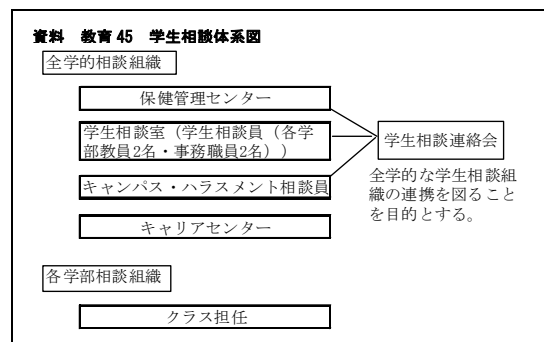 資料 教育 45 学生相談体系図
全学的相談組織
保健管理センター
学生相談室（学生相談員（各学
部教員2名・事務職員2名））
キャンパス・ハラスメント相談員
キャリアセンター
学生相談連絡会
全学的な学生相談組
織の連携を図ること
を目的とする。
各学部相談組織
クラス担任